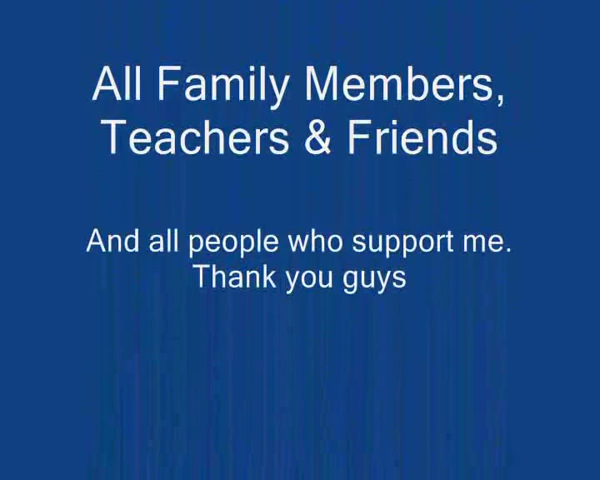 All Family Members,
Teachers & Friends
And all people who support me.
Thank you guys